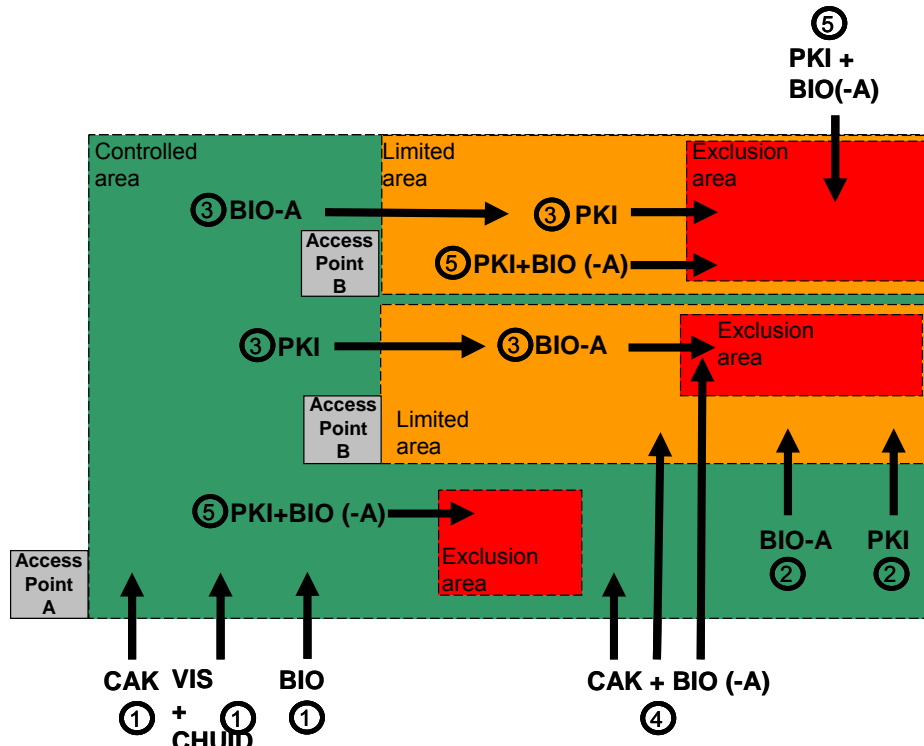 ⑤
PKI +
BIO(-A)
Controlled
area
Limited
area
Exclusion
area
③ BIO-A
③ PKI
Access
Point
B
⑤ PKI+BIO (-A)
③ PKI
③ BIO-A
Exclusion
area
Access
Point
B
Limited
area
⑤ PKI+BIO (-A)
Exclusion
area
BIO-A
②
PKI
②
Access
Point
A
CAK
①
VIS
+
CHUID
①
BIO
①
CAK + BIO (-A)
④